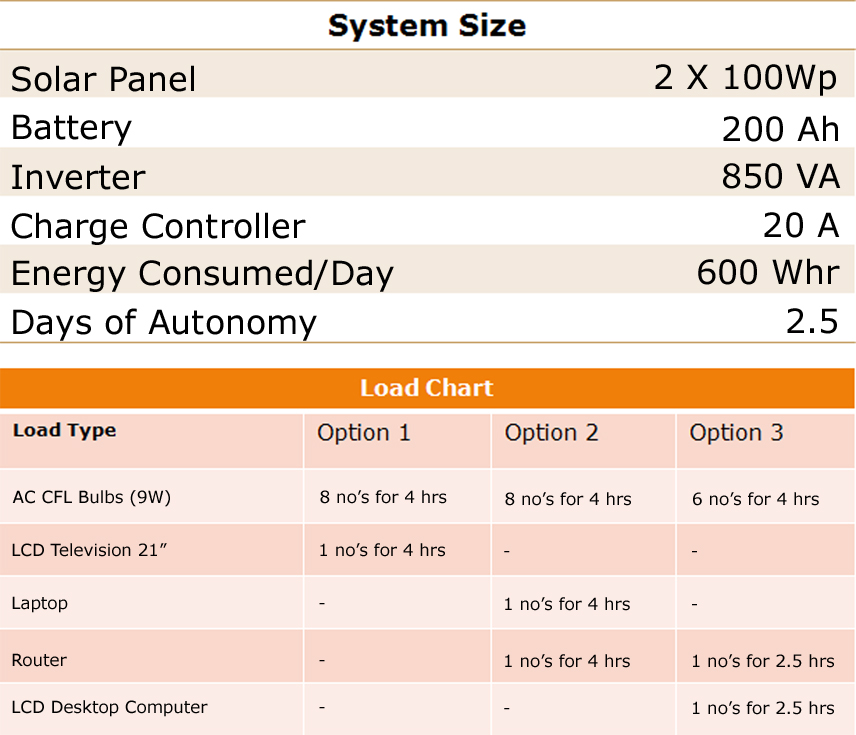 System Size
Solar Panel 2 X 100Wp
Battery 200 Ah
Inverter 850 VA
Charge Controller 20 A
Energy Consumed/Day 600 Whr
Days of Autonomy 2.5
Load Chart
Load Type Option 1 Option 2 Option 3
AC CFL Bulbs (9W) 8 no’s for 4 hrs 8 no’s for 4 hrs 6 no’s for 4 hrs
LCD Television 21” 1 no’s for 4 hrs - -
Laptop - 1 no’s for 4 hrs -
Router - 1 no’s for 4 hrs 1 no’s for 2.5 hrs
LCD Desktop Computer - - 1 no’s for 2.5 hrs